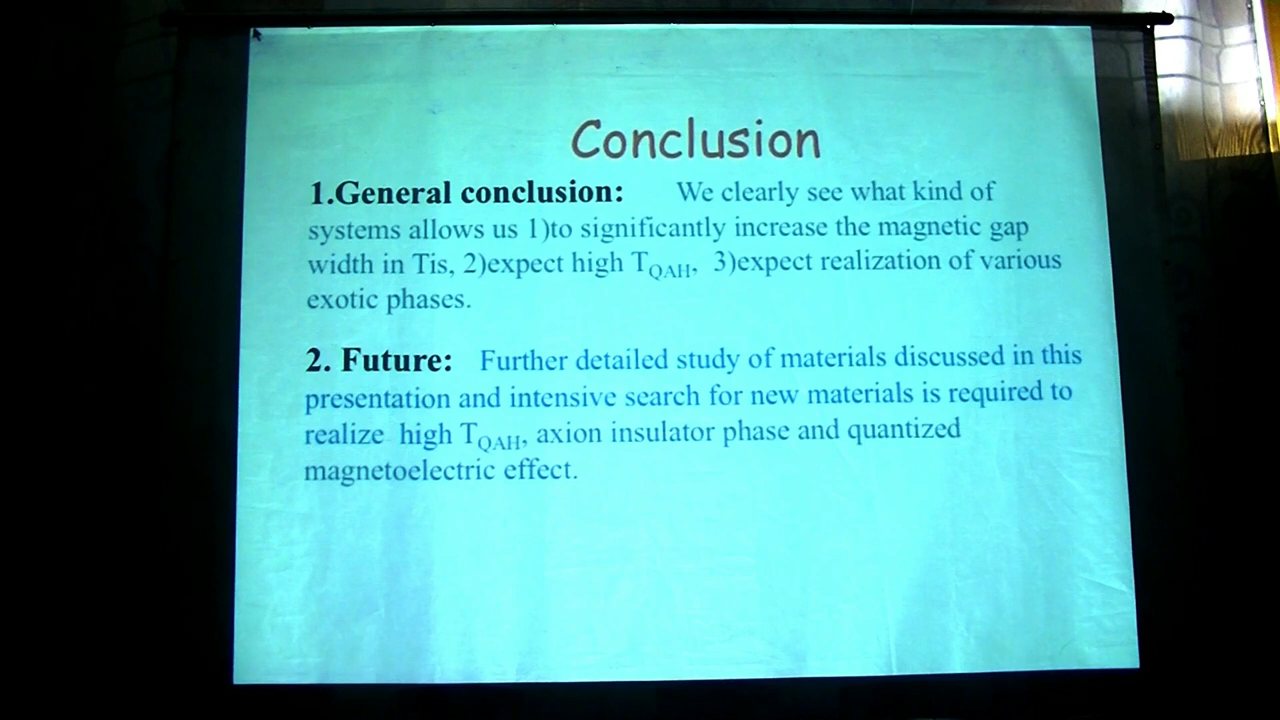 Conclusion
1.General conclusion: We clearly see what kind of
systems allows us 1)to significantly increase the magnetic gap
width in Tis, 2)expect high TQAH, 3)expect realization of various
exotic phases.
2. Future: Further detailed study of materials discussed in this
presentation and intensive search for new materials is required to
realize high TQAH, axion insulator phase and quantized
magnetoelectric effect.